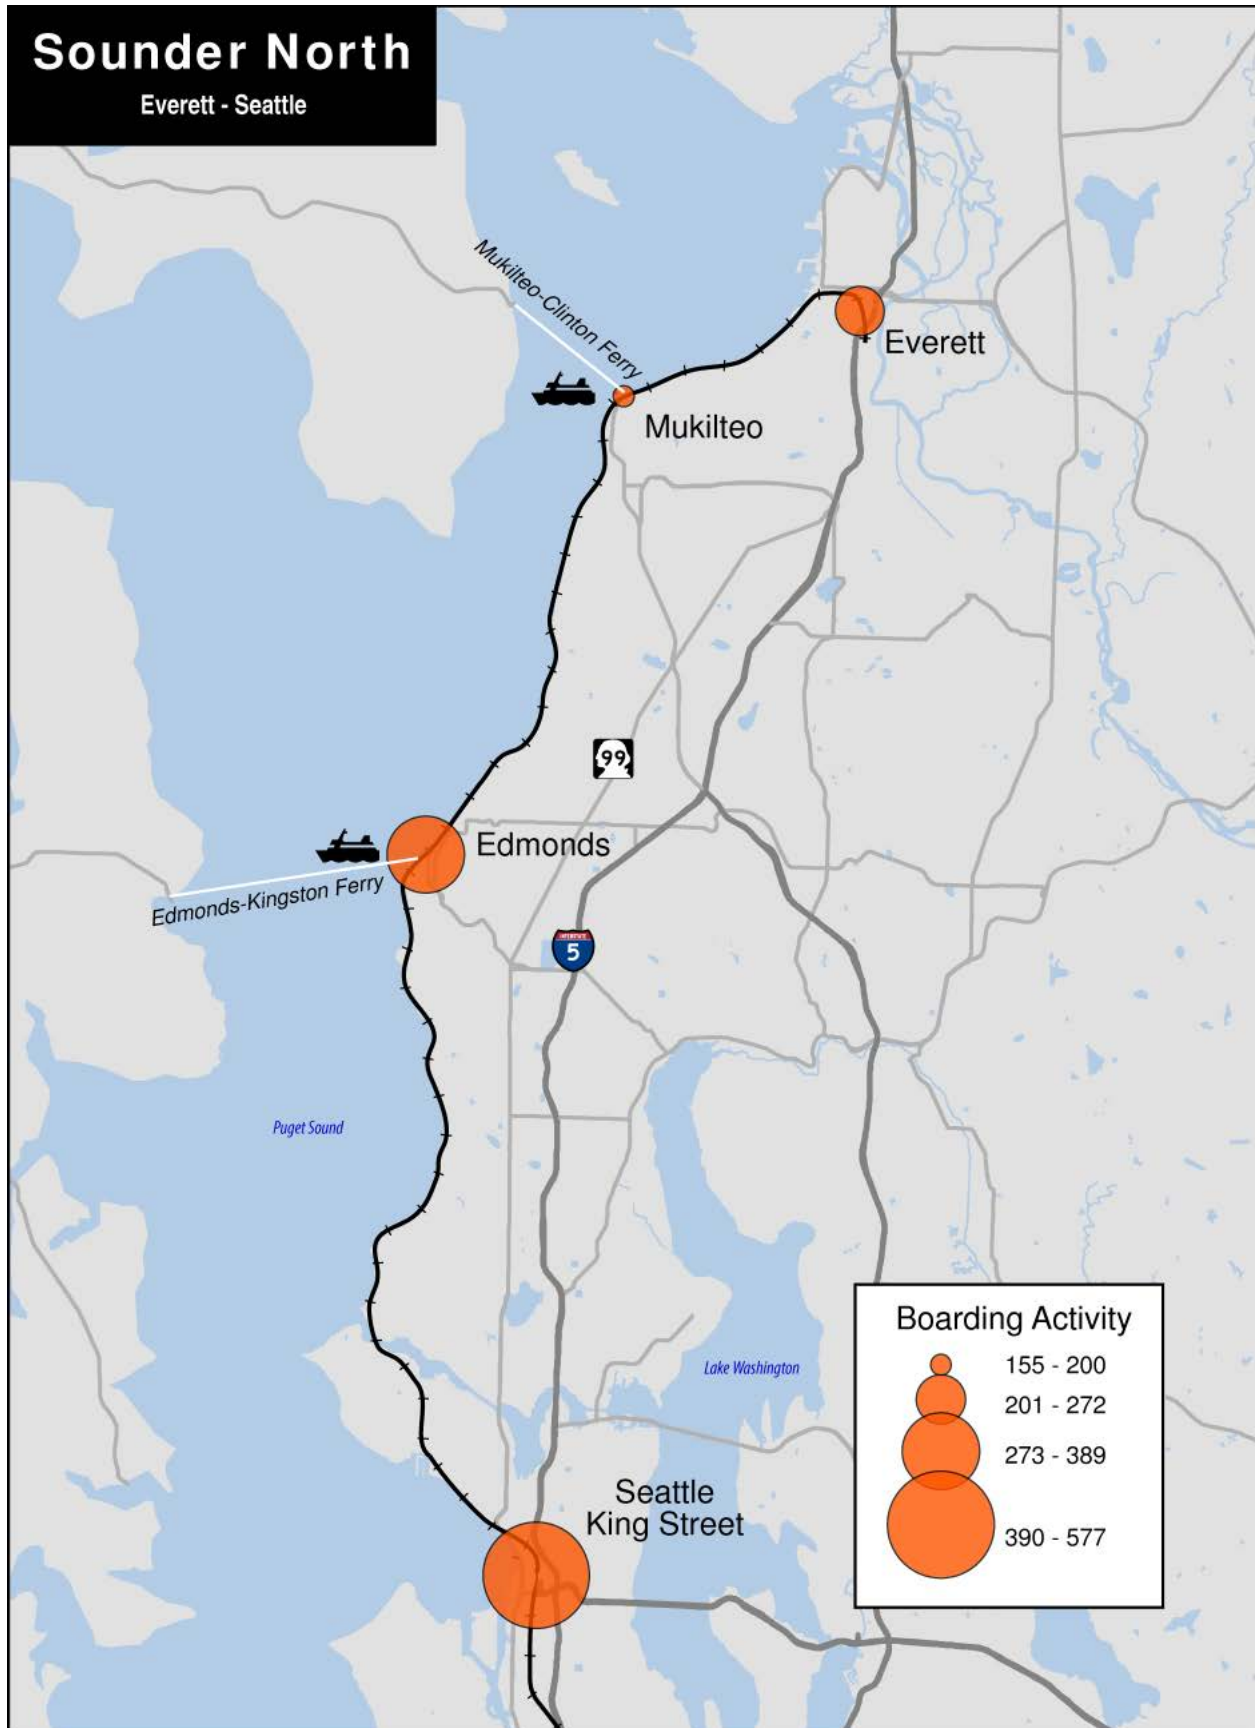 Sounder North
Everett - Seattle
Mukilteo-Clinton Ferry
Everett
Mukilteo
99
Edmonds
Edmonds-Kingston Ferry
INTERSTATE
5
Puget Sound
Lake Washington
Boarding Activity
155 - 200
201 - 272
273 - 389
390 - 577
Seattle
King Street